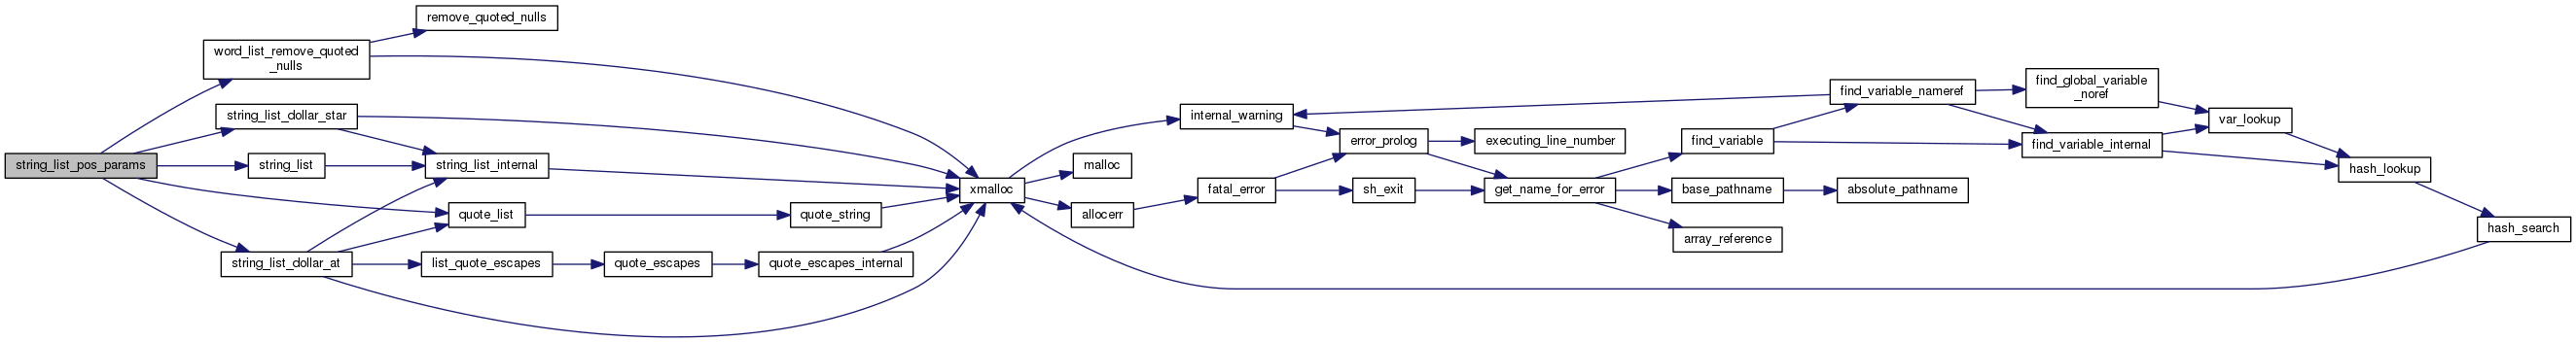 string_list_pos_params
word_list_remove_quoted
_nulls
remove_quoted_nulls
string_list_dollar_star
string_list
string_list_internal
quote_list
string_list_dollar_at
list_quote_escapes
quote_escapes
quote_string
quote_escapes_internal
xmalloc
internal_warning
malloc
allocerr
fatal_error
error_prolog
sh_exit
executing_line_number
get_name_for_error
find_variable
base_pathname
array_reference
find_variable_nameref
absolute_pathname
find_global_variable
_noref
find_variable_internal
var_lookup
hash_lookup
hash_search